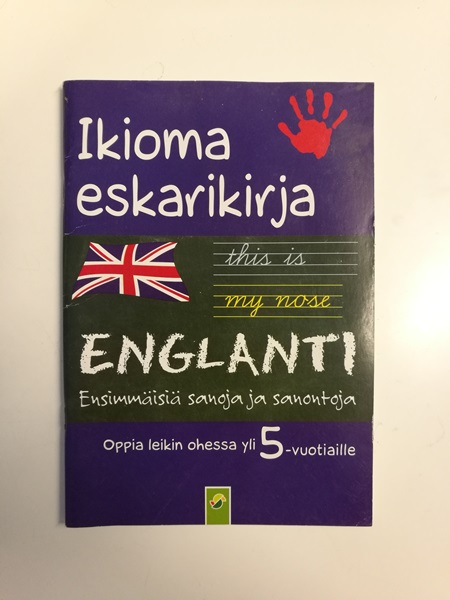 Ikioma
eskarikirja
this is
my nose
ENGLANTI
Ensimmäisiä sanoja ja sanontoja
Oppia leikin ohessa yli 5-vuotiaille